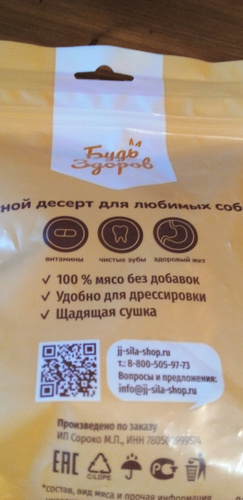 Будь
Здоров
ной десерт для любимых соб
витамины чистые зубы здоровый жкт
✓ 100 % мясо без добавок
✓ Удобно для дрессировки
✓ Щадящая сушка
jj-sila-shop.ru
т.: 8-800-505-97-73
Вопросы и предложения:
info@jj-sila-shop.ru
Произведено по заказу
ИП Сороко М.П., ИНН
EAC
C/LDPE
*состав, вид мяса и прочая информация